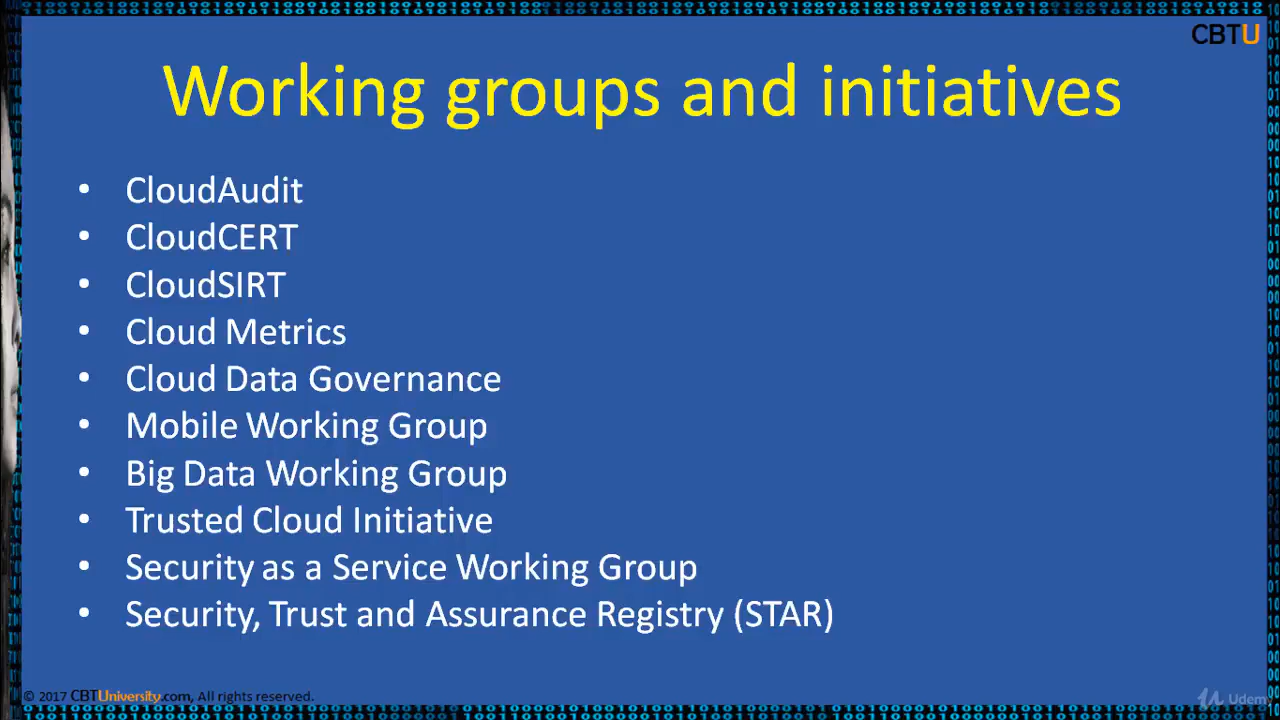 CBTU
Working groups and initiatives
• CloudAudit
• CloudCERT
• CloudSIRT
• Cloud Metrics
• Cloud Data Governance
• Mobile Working Group
• Big Data Working Group
• Trusted Cloud Initiative
• Security as a Service Working Group
• Security, Trust and Assurance Registry (STAR)
© 2017 CBTUniversity.com, All rights reserved.
Udemy